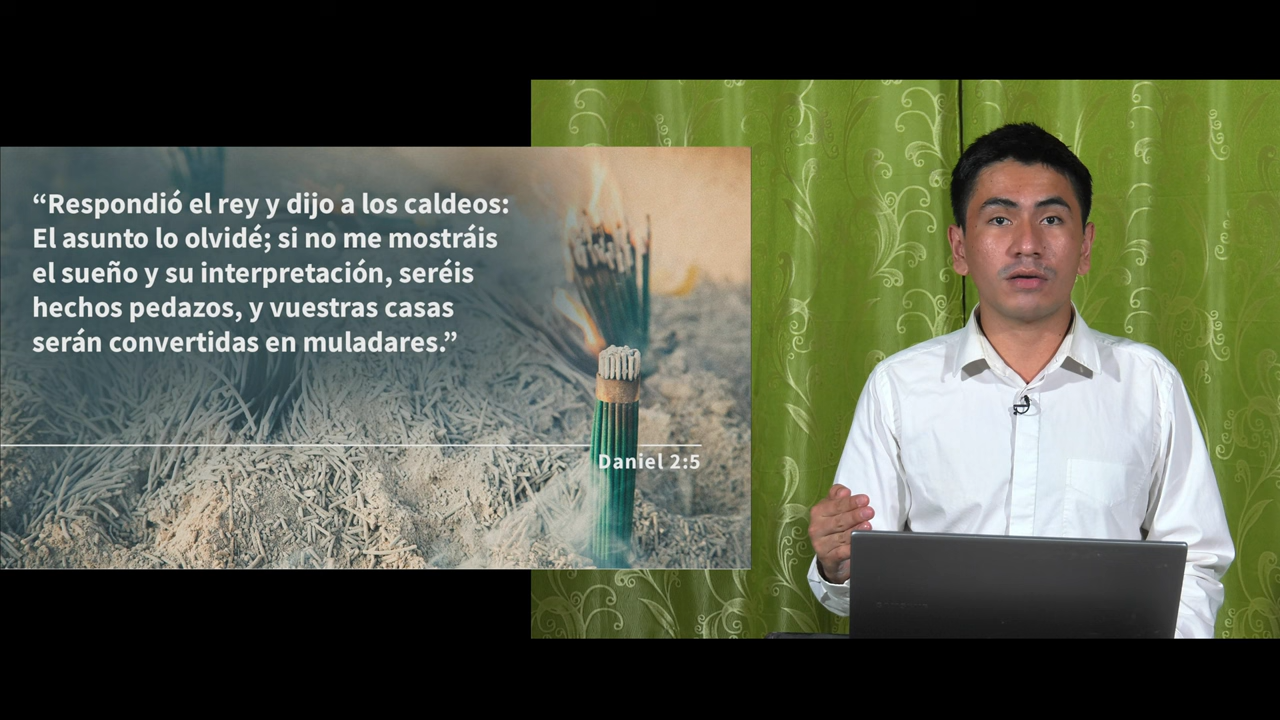 “Respondió el rey y dijo a los caldeos:
El asunto lo olvidé; si no me mostráis
el sueño y su interpretación, seréis
hechos pedazos, y vuestras casas
serán convertidas en muladares.”
Daniel 2:5